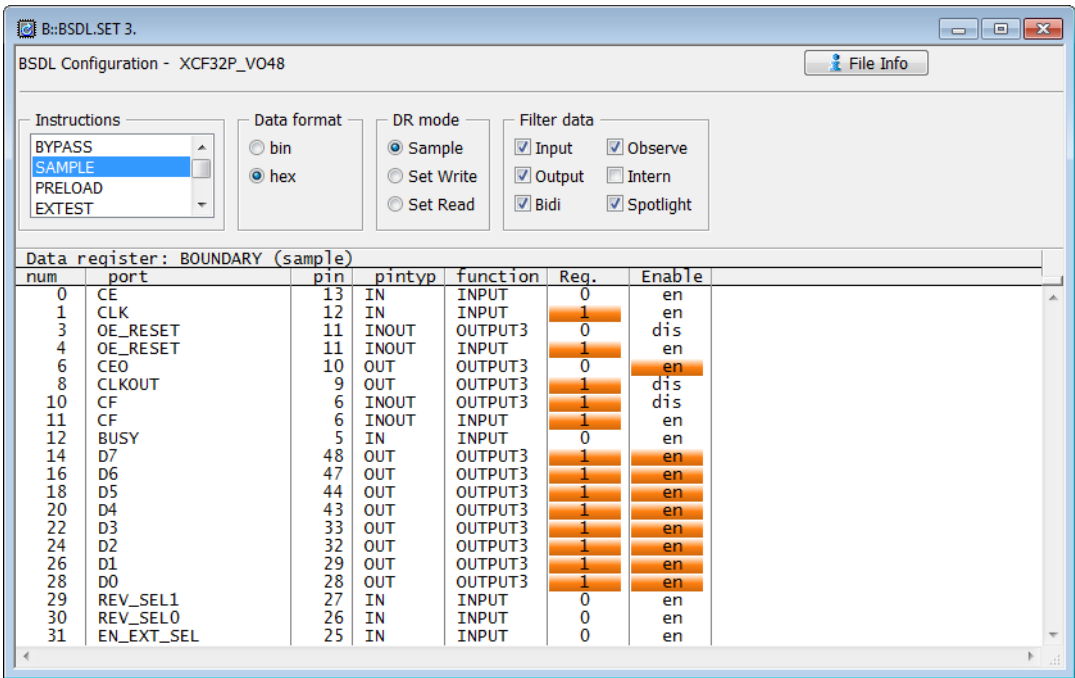 B::BSDL.SET 3.
BSDL Configuration - XCF32P_VO48
File Info
Instructions
BYPASS
SAMPLE
PRELOAD
EXTEST
Data format
bin
hex
DR mode
Sample
Set Write
Set Read
Filter data
Input Observe
Output Intern
Bidi Spotlight
Data register: BOUNDARY (sample)
num port pin pintyp function Reg. Enable
0 CE 13 IN INPUT 0 en
1 CLK 12 IN INPUT 1 en
3 OE_RESET 11 INOUT OUTPUT3 0 dis
4 OE_RESET 11 INOUT INPUT 1 en
6 CEO 10 OUT OUTPUT3 0 en
8 CLKOUT 9 OUT OUTPUT3 1 dis
10 CF 6 INOUT OUTPUT3 1 dis
11 CF 6 INOUT INPUT 1 en
12 BUSY 5 IN INPUT 0 en
14 D7 48 OUT OUTPUT3 1 en
16 D6 47 OUT OUTPUT3 1 en
18 D5 44 OUT OUTPUT3 1 en
20 D4 43 OUT OUTPUT3 1 en
22 D3 33 OUT OUTPUT3 1 en
24 D2 32 OUT OUTPUT3 1 en
26 D1 29 OUT OUTPUT3 1 en
28 D0 28 OUT OUTPUT3 1 en
29 REV_SEL1 27 IN INPUT 0 en
30 REV_SEL0 26 IN INPUT 0 en
31 EN_EXT_SEL 25 IN INPUT 0 en